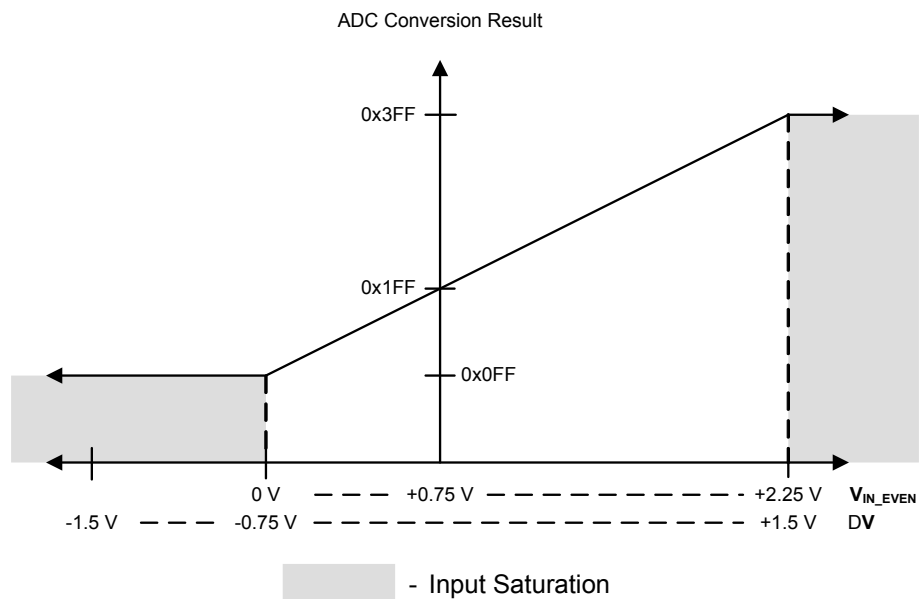 ADC Conversion Result
0x3FF
0x1FF
0x0FF
0 V +0.75 V +2.25 V VIN_EVEN
-1.5 V -0.75 V +1.5 V DV
- Input Saturation